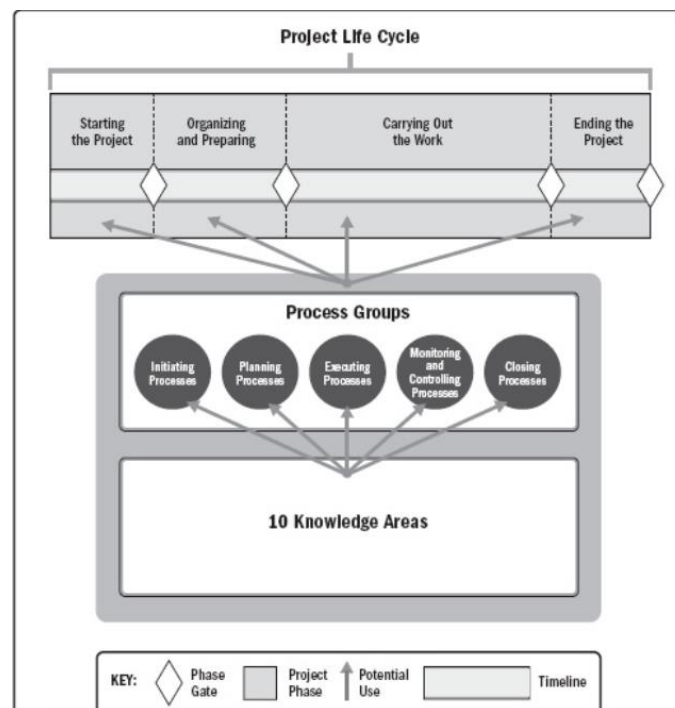 Project Life Cycle
Starting
the Project
Organizing
and Preparing
Carrying Out
the Work
Ending the
Project
Process Groups
Initiating
Processes
Planning
Processes
Executing
Processes
Monitoring
and
Controlling
Processes
Closing
Processes
10 Knowledge Areas
KEY:
Phase
Gate
Project
Phase
Potential
Use
Timeline